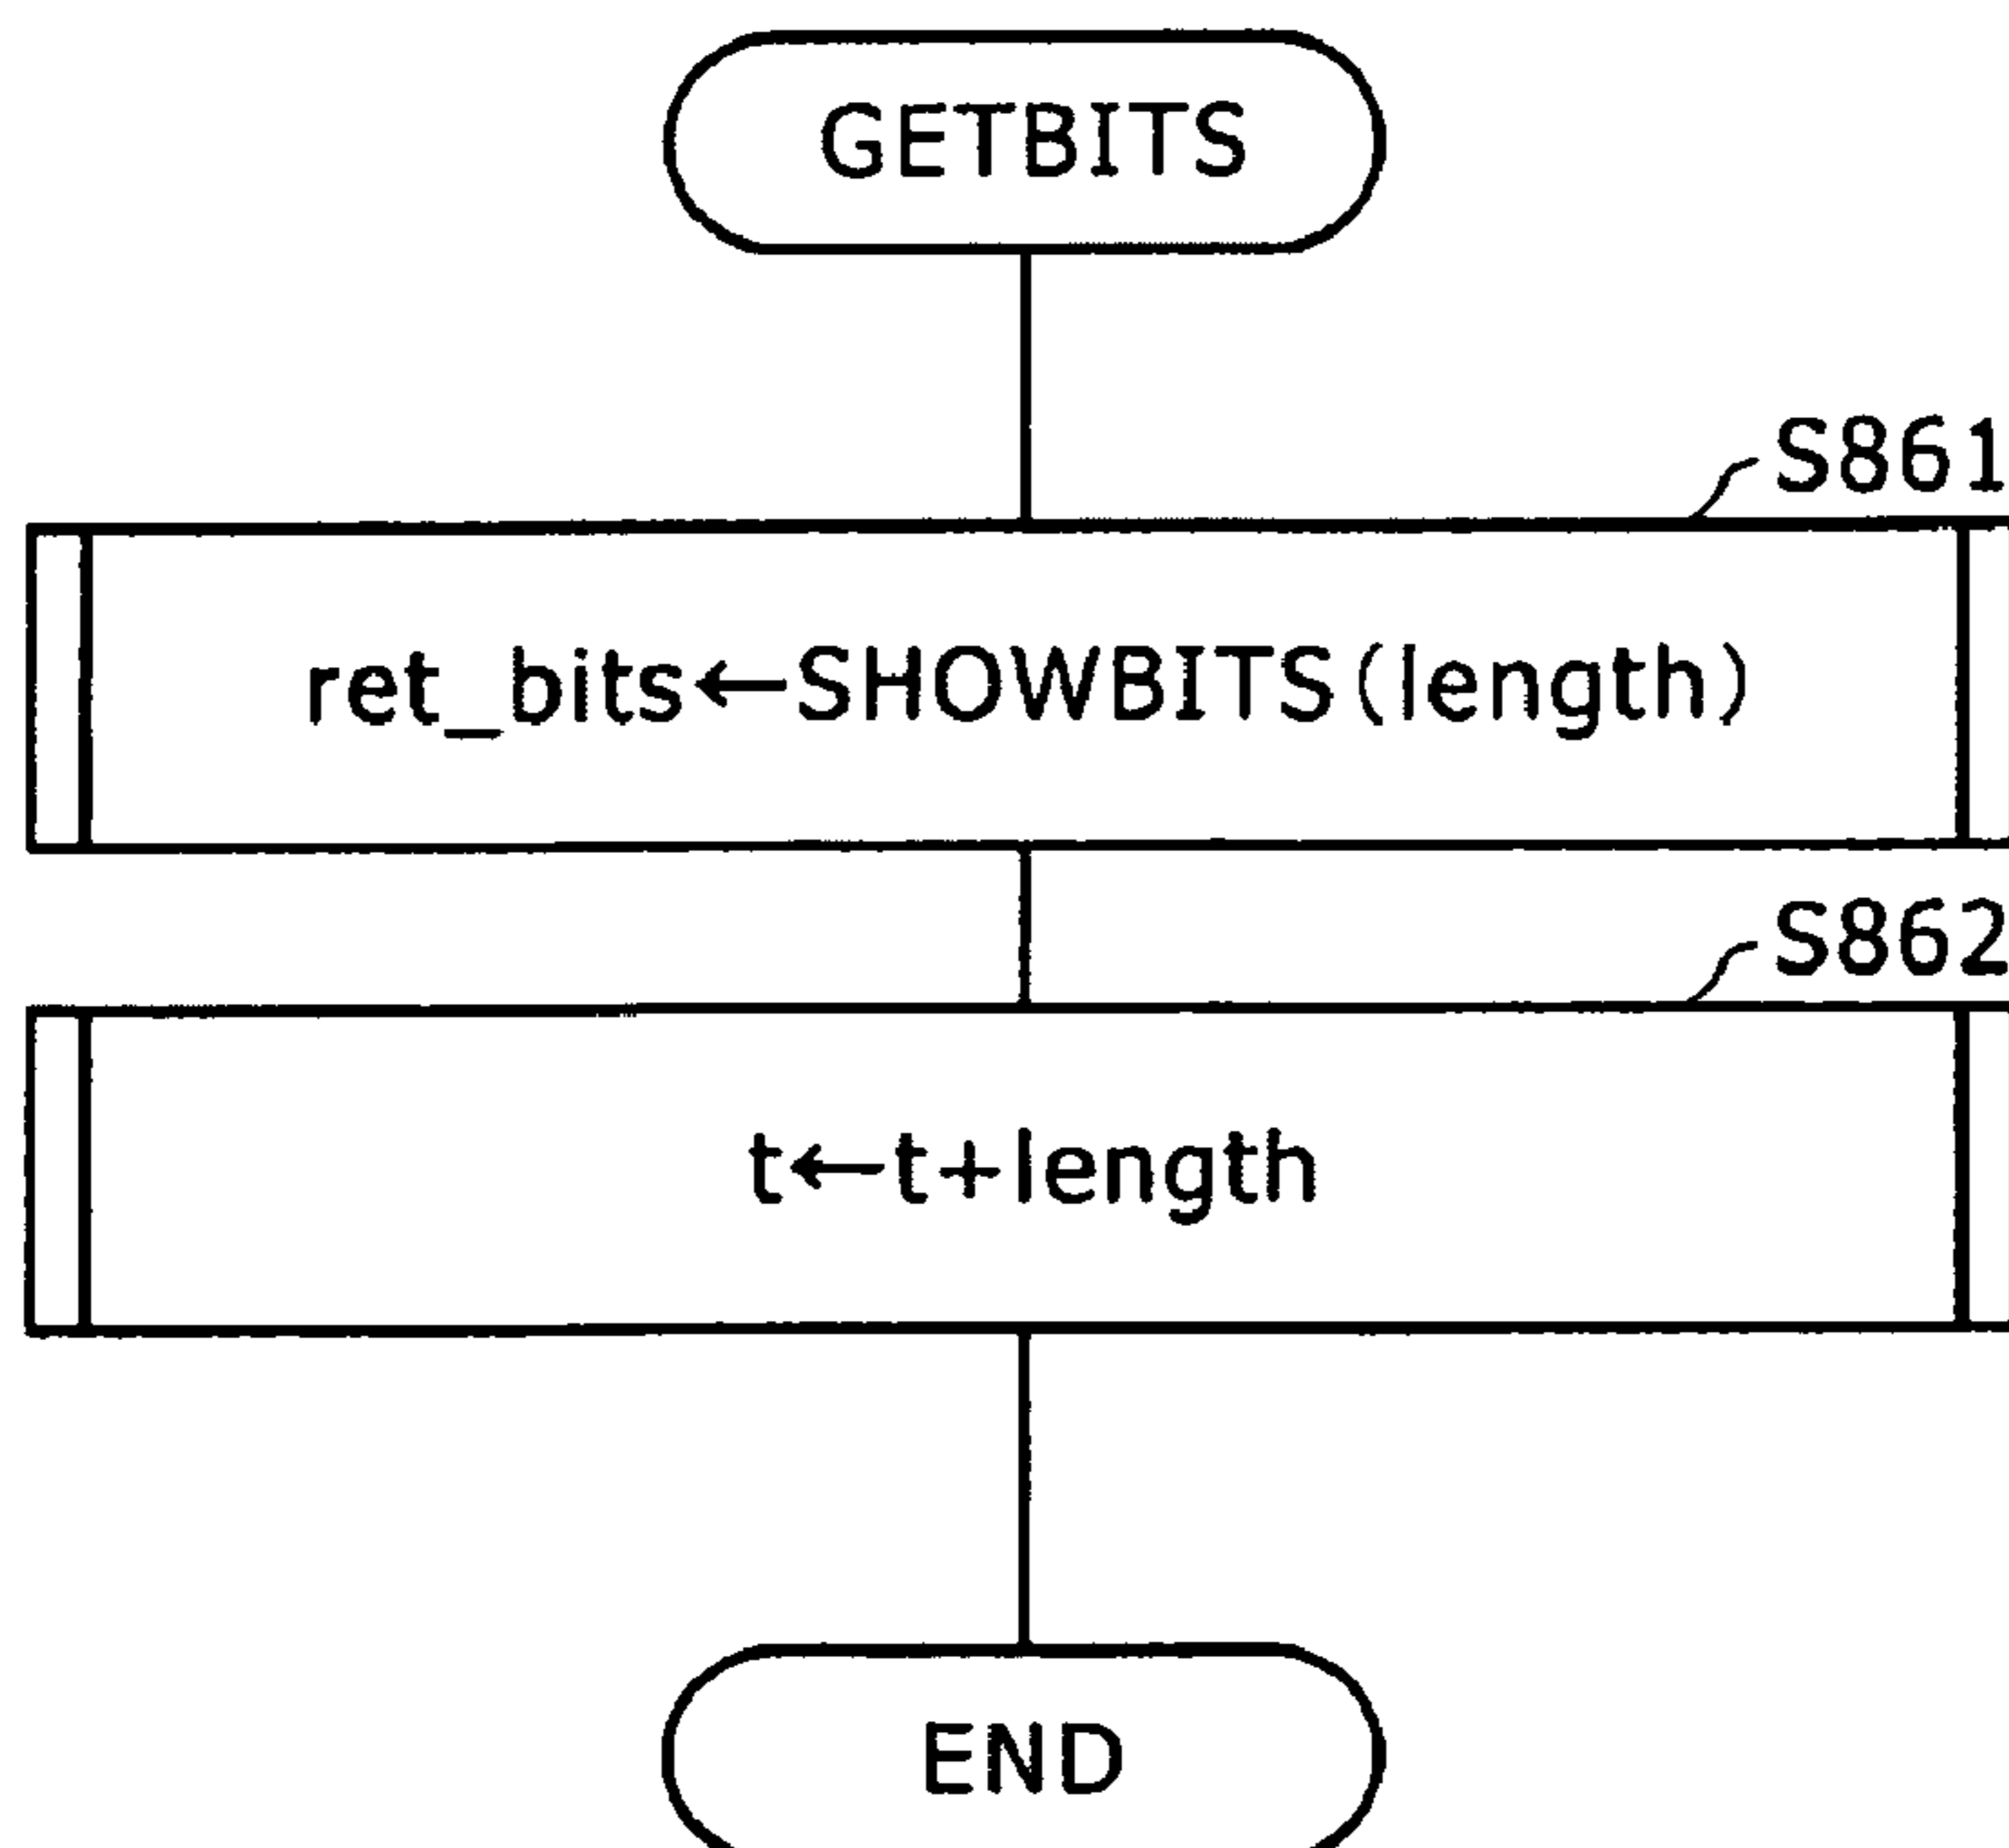 GETBITS
S861
ret_bits←SHOWBITS(length)
S862
t←t+length
END